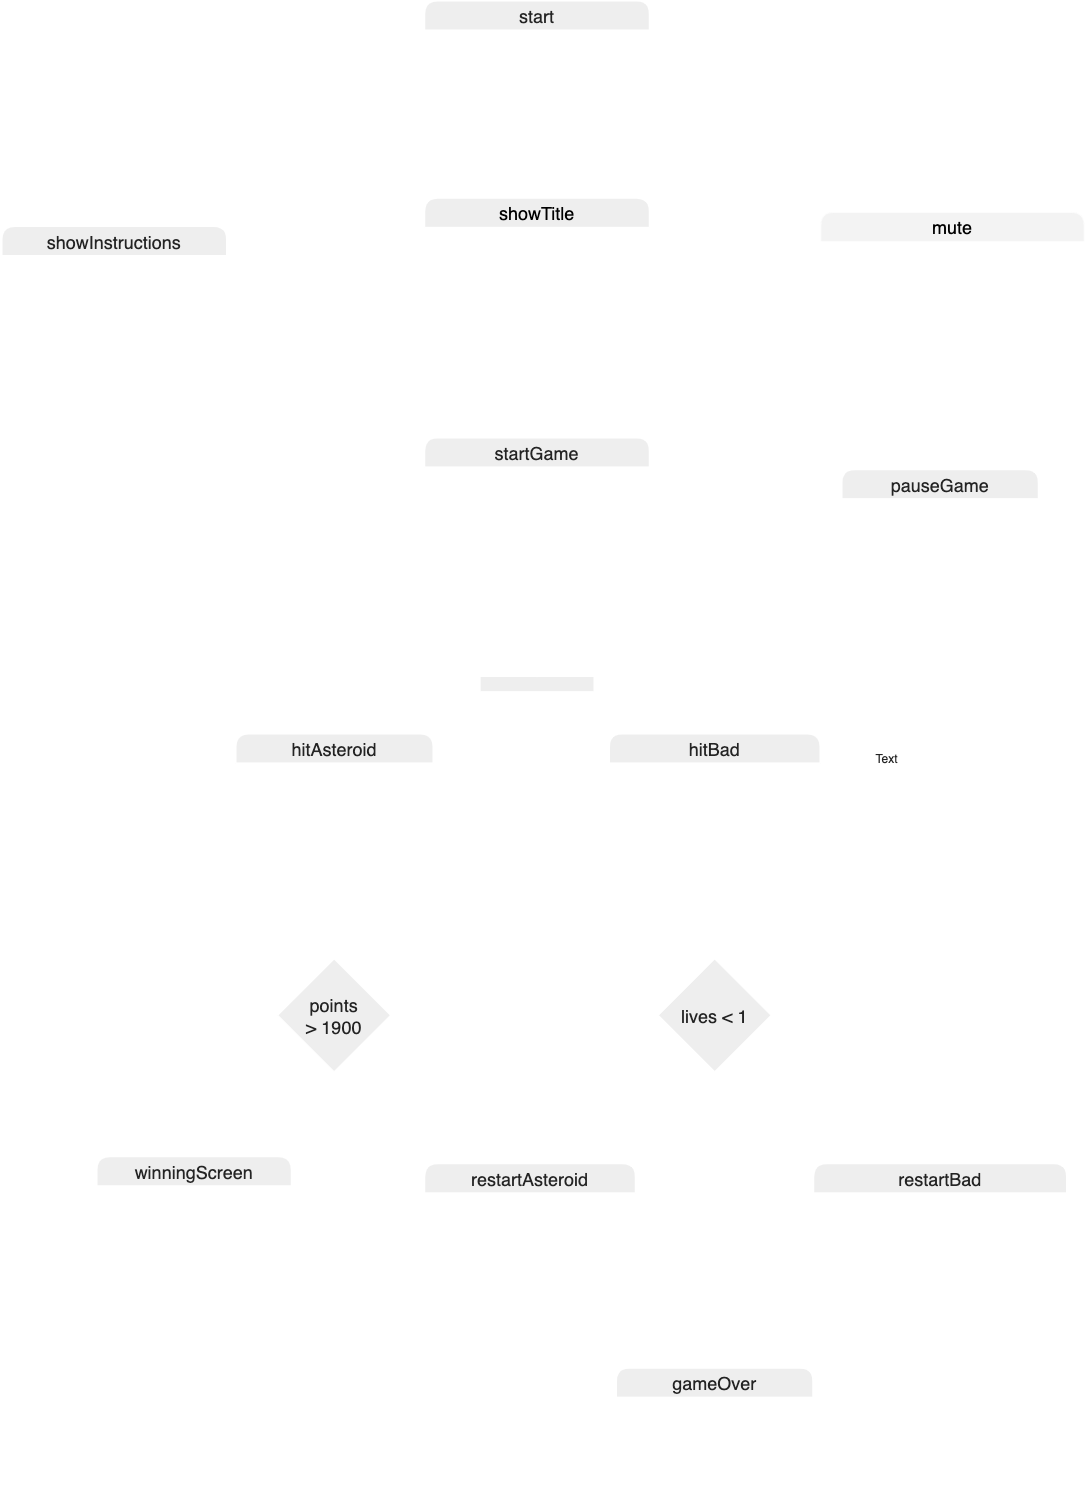 start
showTitle
mute
showInstructions
startGame
pauseGame
hitAsteroid
hitBad
Text
points
> 1900
lives < 1
winningScreen
restartAsteroid
restartBad
gameOver